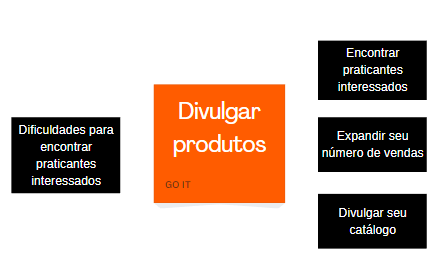 Dificuldades para
encontrar
praticantes
interessados
Divulgar
produtos
GO IT
Encontrar
praticantes
interessados
Expandir seu
número de vendas
Divulgar seu
catálogo